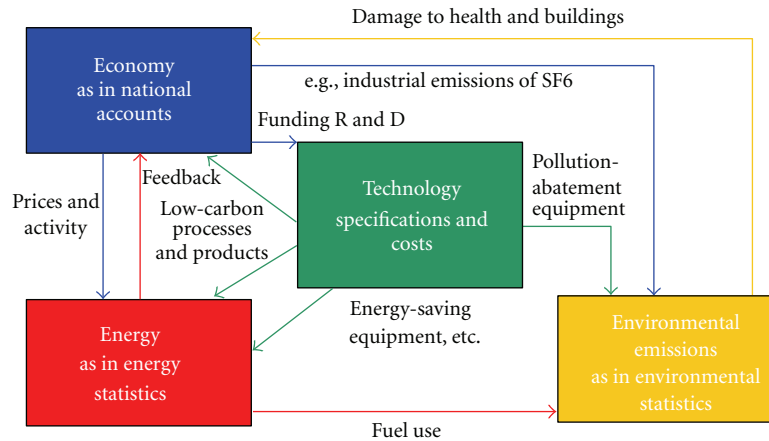 Damage to health and buildings
Economy
as in national
accounts
e.g., industrial emissions of SF6
Funding R and D
Feedback
Prices and
activity
Low-carbon
processes
and products
Technology
specifications and
costs
Pollution-
abatement
equipment
Energy-saving
equipment, etc.
Energy
as in energy
statistics
Environmental
emissions
as in environmental
statistics
Fuel use